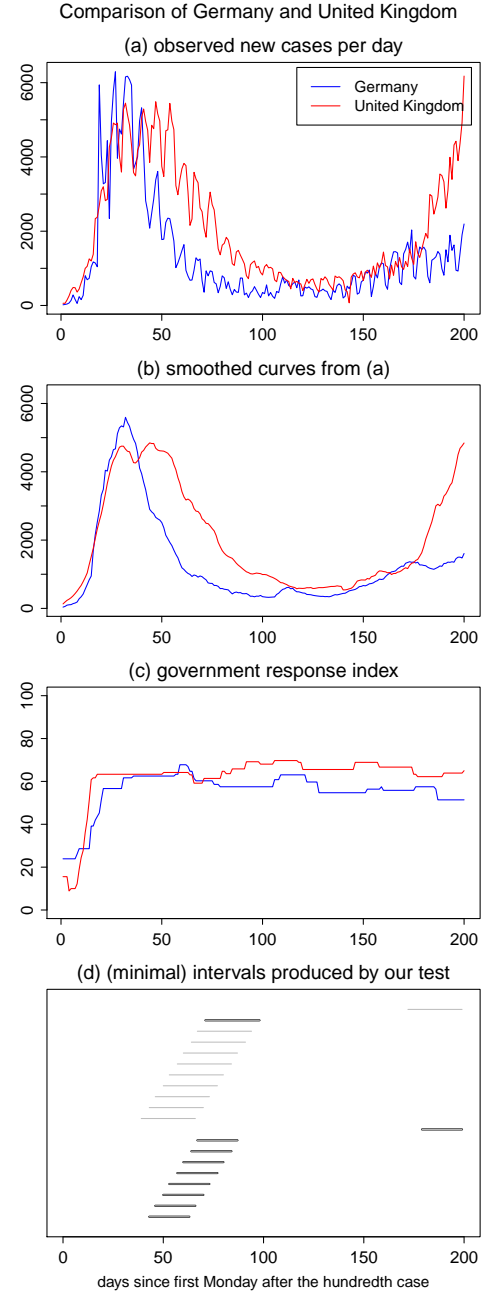 Comparison of Germany and United Kingdom
(a) observed new cases per day
Germany
United Kingdom
6000
4000
2000
0
0 50 100 150 200
(b) smoothed curves from (a)
6000
4000
2000
0
0 50 100 150 200
(c) government response index
100
80
60
40
20
0
0 50 100 150 200
(d) (minimal) intervals produced by our test
0 50 100 150 200
days since first Monday after the hundredth case